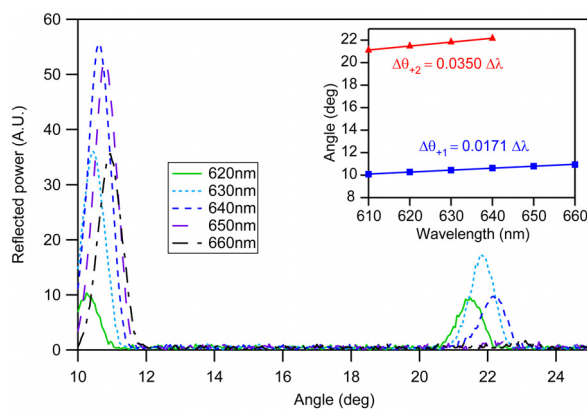 60
50
40
30
20
10
0
Reflected power (A.U.)
10
12
14
16
18
20
22
24
Angle (deg)
620nm
630nm
640nm
650nm
660nm
22
20
18
16
14
12
10
8
Angle (deg)
Δθ+2 = 0.0350 Δλ
Δθ+1 = 0.0171 Δλ
610
620
630
640
650
660
Wavelength (nm)